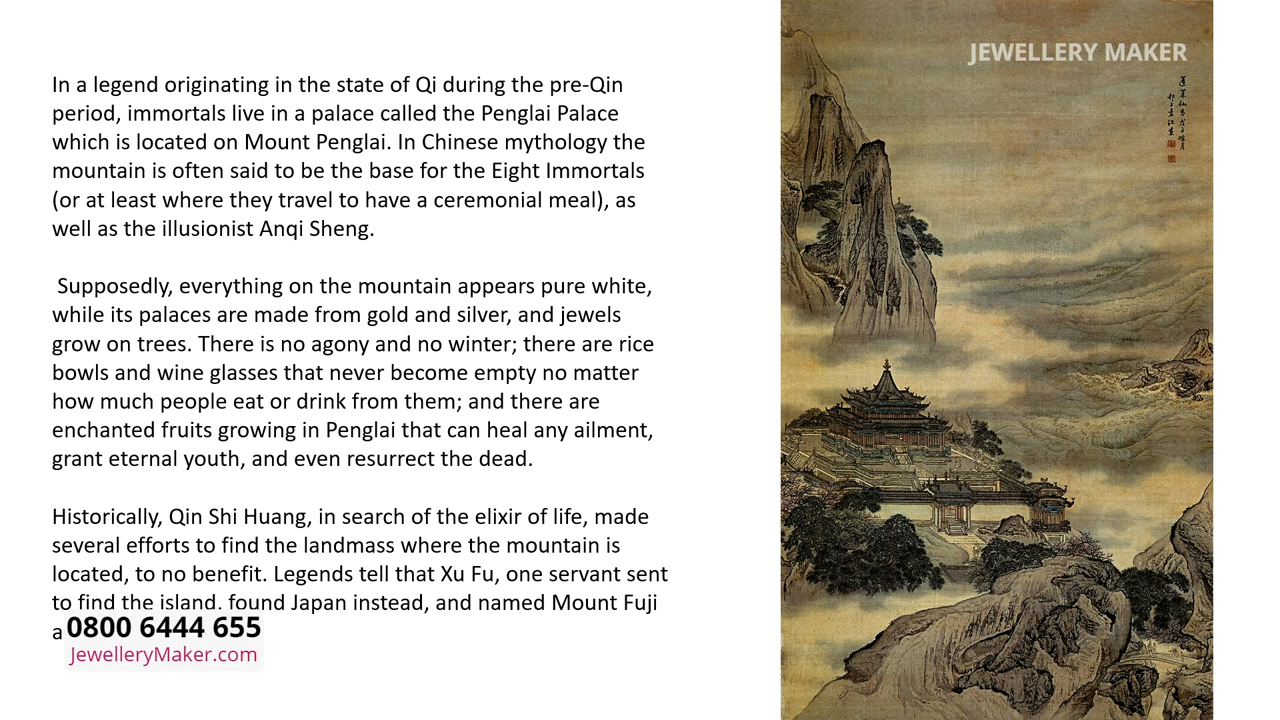 In a legend originating in the state of Qi during the pre-Qin
period, immortals live in a palace called the Penglai Palace
which is located on Mount Penglai. In Chinese mythology the
mountain is often said to be the base for the Eight Immortals
(or at least where they travel to have a ceremonial meal), as
well as the illusionist Anqi Sheng.
Supposedly, everything on the mountain appears pure white,
while its palaces are made from gold and silver, and jewels
grow on trees. There is no agony and no winter; there are rice
bowls and wine glasses that never become empty no matter
how much people eat or drink from them; and there are
enchanted fruits growing in Penglai that can heal any ailment,
grant eternal youth, and even resurrect the dead.
Historically, Qin Shi Huang, in search of the elixir of life, made
several efforts to find the landmass where the mountain is
located, to no benefit. Legends tell that Xu Fu, one servant sent
to find the island, found Japan instead, and named Mount Fuji
a
0800 6444 655
JewelleryMaker.com
JEWELLERY MAKER